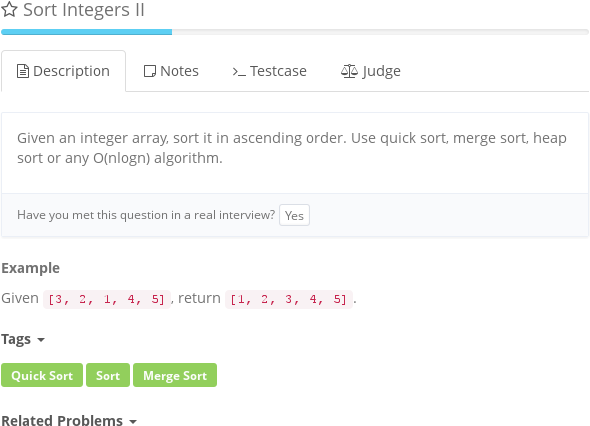 Sort Integers II
Description Notes Testcase Judge
Given an integer array, sort it in ascending order. Use quick sort, merge sort, heap
sort or any O(nlogn) algorithm.
Have you met this question in a real interview? Yes
Example
Given [3, 2, 1, 4, 5], return [1, 2, 3, 4, 5].
Tags
Quick Sort Sort Merge Sort
Related Problems